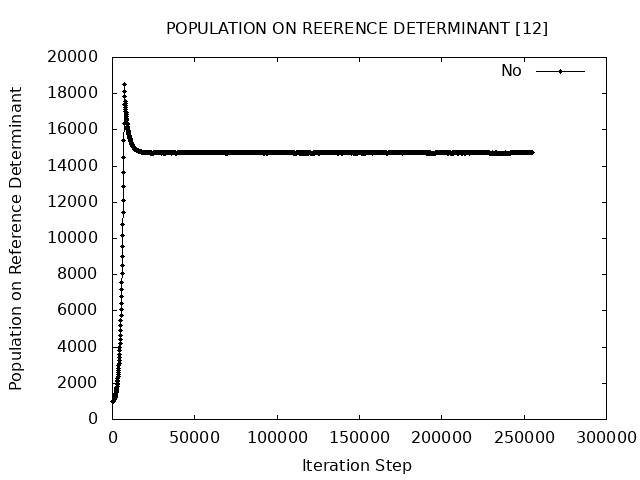 POPULATION ON REERENCE DETERMINANT [12]
No
Population on Reference Determinant
20000
18000
16000
14000
12000
10000
8000
6000
4000
2000
0
0 50000 100000 150000 200000 250000 300000
Iteration Step